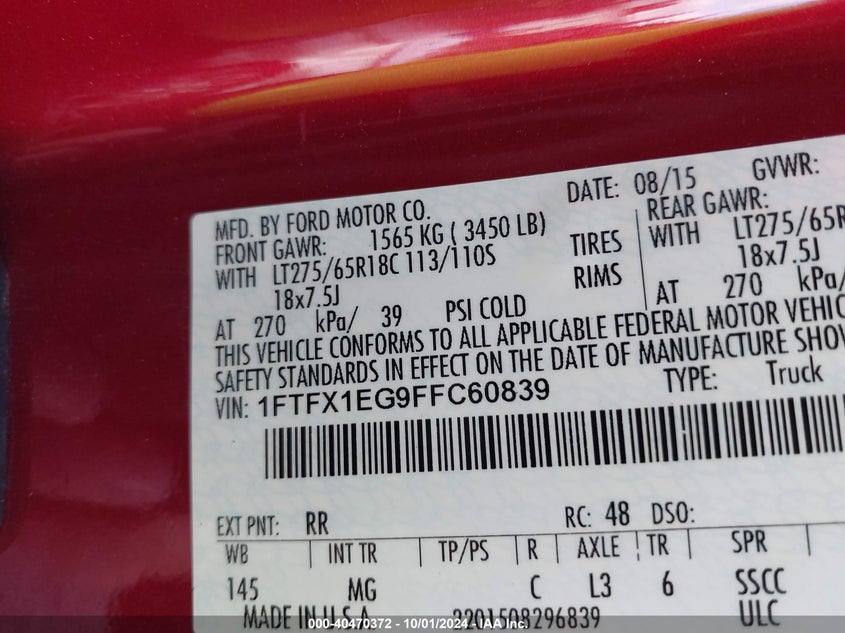 DATE: 08/15 GVWR:
MFD. BY FORD MOTOR CO.
FRONT GAWR: 1565 KG ( 3450 LB) REAR GAWR:
WITH LT275/65R18C 113/110S TIRES WITH LT275/65R
18x7.5J RIMS 18x7.5J
AT 270 kPa/ 39 PSI COLD AT 270 kPa/
THIS VEHICLE CONFORMS TO ALL APPLICABLE FEDERAL MOTOR VEHIC
SAFETY STANDARDS IN EFFECT ON THE DATE OF MANUFACTURE SHOW
VIN: 1FTFX1EG9FFC60839 TYPE: Truck
EXT PNT: RR RC: 48 DSO:
WB INT TR TP/PS R AXLE TR SPR
145 MG C L3 6 SSCC
MADE IN U.S.A. 2201508296839 ULC
000-40470372 - 10/01/2024 - IAA Inc.